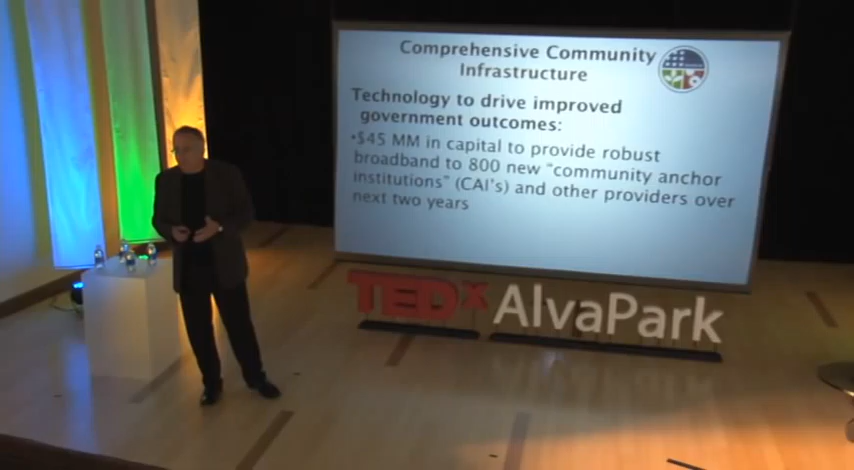 Comprehensive Community
Infrastructure
Technology to drive improved
government outcomes:
•$45 MM in capital to provide robust
broadband to 800 new “community anchor
institutions” (CAI's) and other providers over
next two years
TEDx AlvaPark